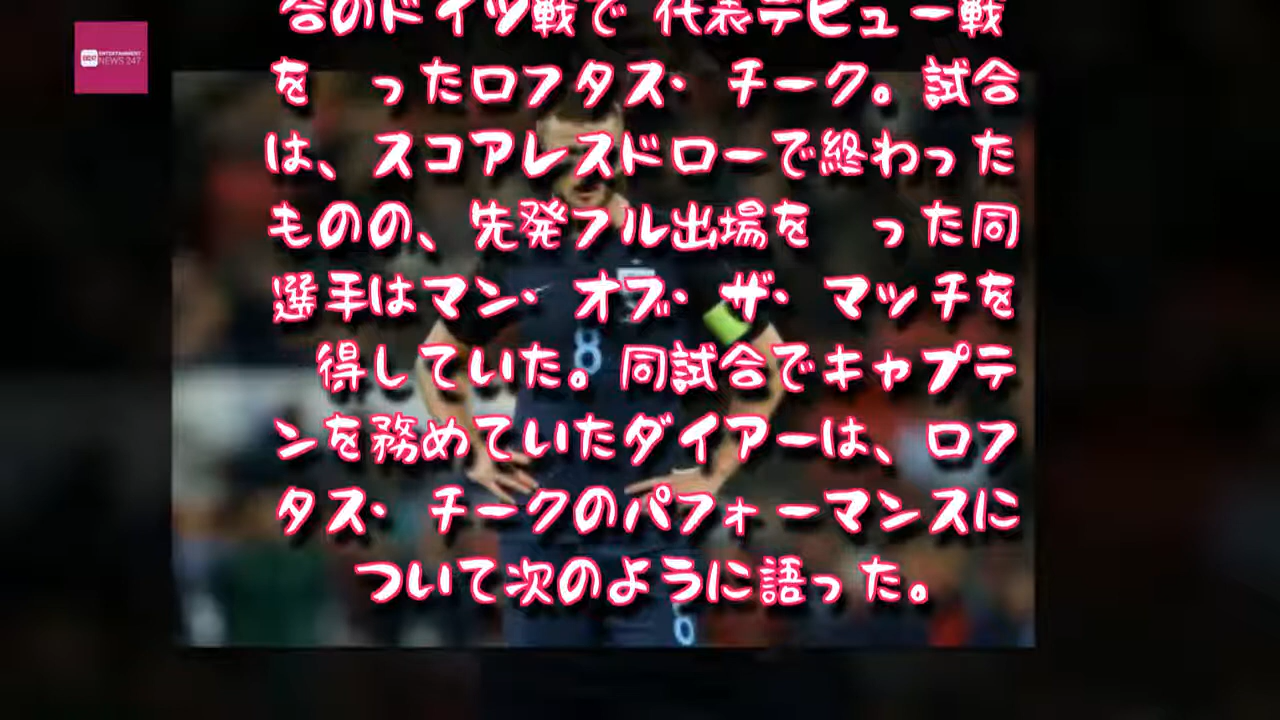 ENTERTAINMENT
NEWS 247
合のドイツ戦で 代表デビュー戦
を　ったロフタス・ チーク。試合
は、スコアレスドローで終わった
ものの、先発フル出場を　った同
選手はマン・ オブ・ ザ・ マッチを
得していた。同試合でキャプテ
ンを務めていたダイアーは、ロフ
タス・ チークのパフォーマンスに
ついて次のように語った。
8
8